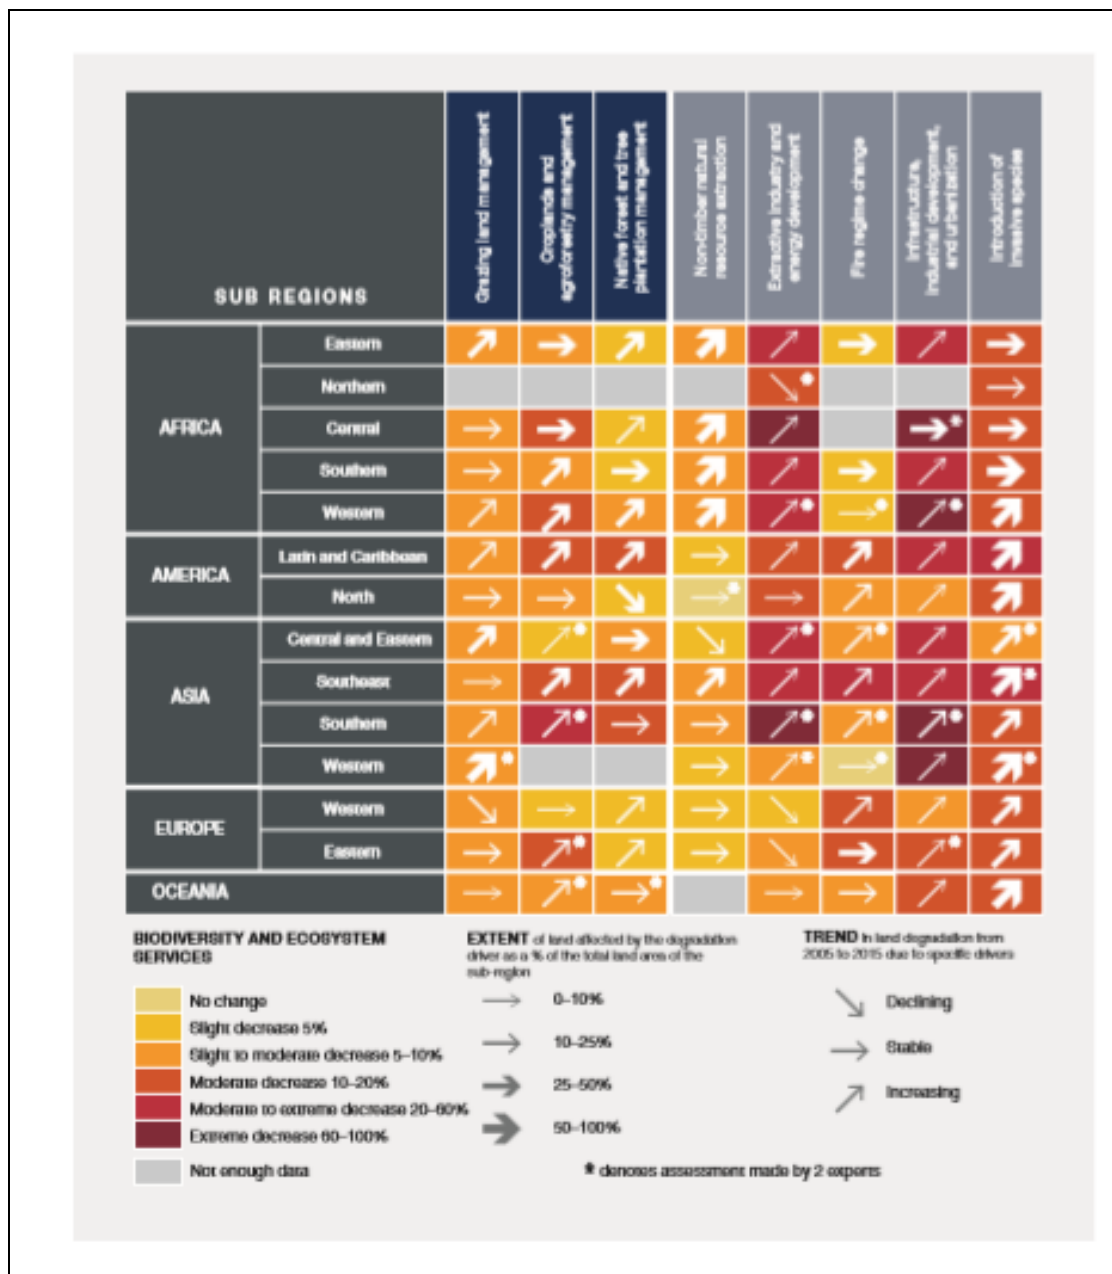 Grazing land management
Croplands and
agroforestry management
Native forest and tree
plantation management
Non-timber natural
resource extraction
Extractive industry and
energy development
Fire regime change
Infrastructure,
industrial development,
and urbanization
Introduction of
invasive species
SUB REGIONS
AFRICA
Eastern
Northern
Central
Southern
Western
AMERICA
Latin and Caribbean
North
ASIA
Central and Eastern
Southeast
Southern
Western
EUROPE
Western
Eastern
OCEANIA
BIODIVERSITY AND ECOSYSTEM
SERVICES
No change
Slight decrease 5%
Slight to moderate decrease 5–10%
Moderate decrease 10–20%
Moderate to extreme decrease 20–60%
Extreme decrease 60–100%
Not enough data
EXTENT of land affected by the degradation
driver as a % of the total land area of the
sub-region
0–10%
10–25%
25–50%
50–100%
TREND in land degradation from
2005 to 2015 due to specific drivers
Declining
Stable
Increasing
* denotes assessment made by 2 experts